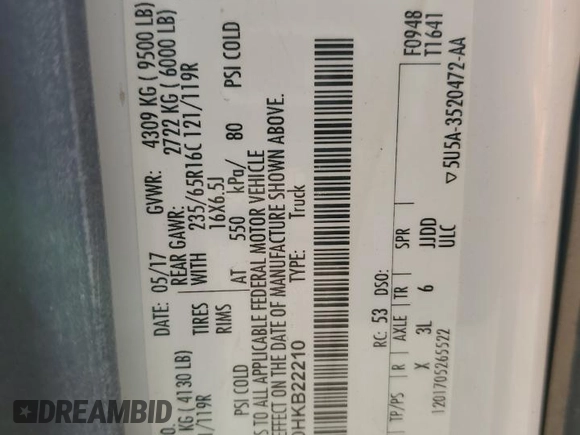 DATE: 05/17 GVWR: 4309 KG ( 9500 LB)
REAR GAWR: 2722 KG ( 6000 LB)
KG ( 4130 LB) WITH 235/65R16C 121/119R
/119R TIRES
RIMS 16X6.5J
PSI COLD AT 550 kPa/ 80 PSI COLD
S TO ALL APPLICABLE FEDERAL MOTOR VEHICLE
EFFECT ON THE DATE OF MANUFACTURE SHOWN ABOVE.
HKB22210 TYPE: Truck
RC: 53 DSO:
F0948
T1641
TP/PS R AXLE TR SPR
X 3L 6 JJDD
ULC
1201705265522
▽5U5A-3520472-AA
DREAMBID